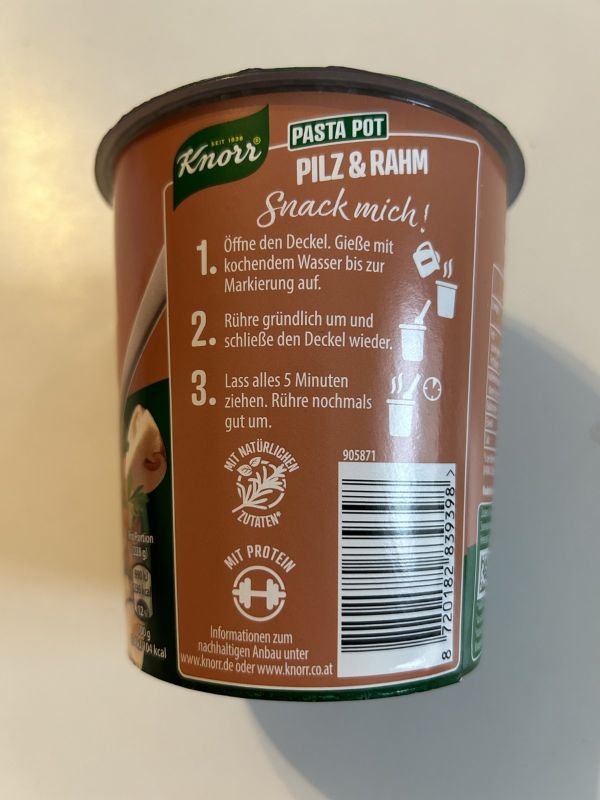 SEIT 1838
Knorr®
PASTA POT
PILZ & RAHM
Snack mich!
1. Öffne den Deckel. Gieße mit
kochendem Wasser bis zur
Markierung auf.
2. Rühre gründlich um und
schließe den Deckel wieder.
3. Lass alles 5 Minuten
ziehen. Rühre nochmals
gut um.
MIT NATÜRLICHEN
ZUTATEN*
905871
MIT PROTEIN
Informationen zum
nachhaltigen Anbau unter
www.knorr.de oder www.knorr.co.at
8 720182 839398 >
Portion
12%
kcal